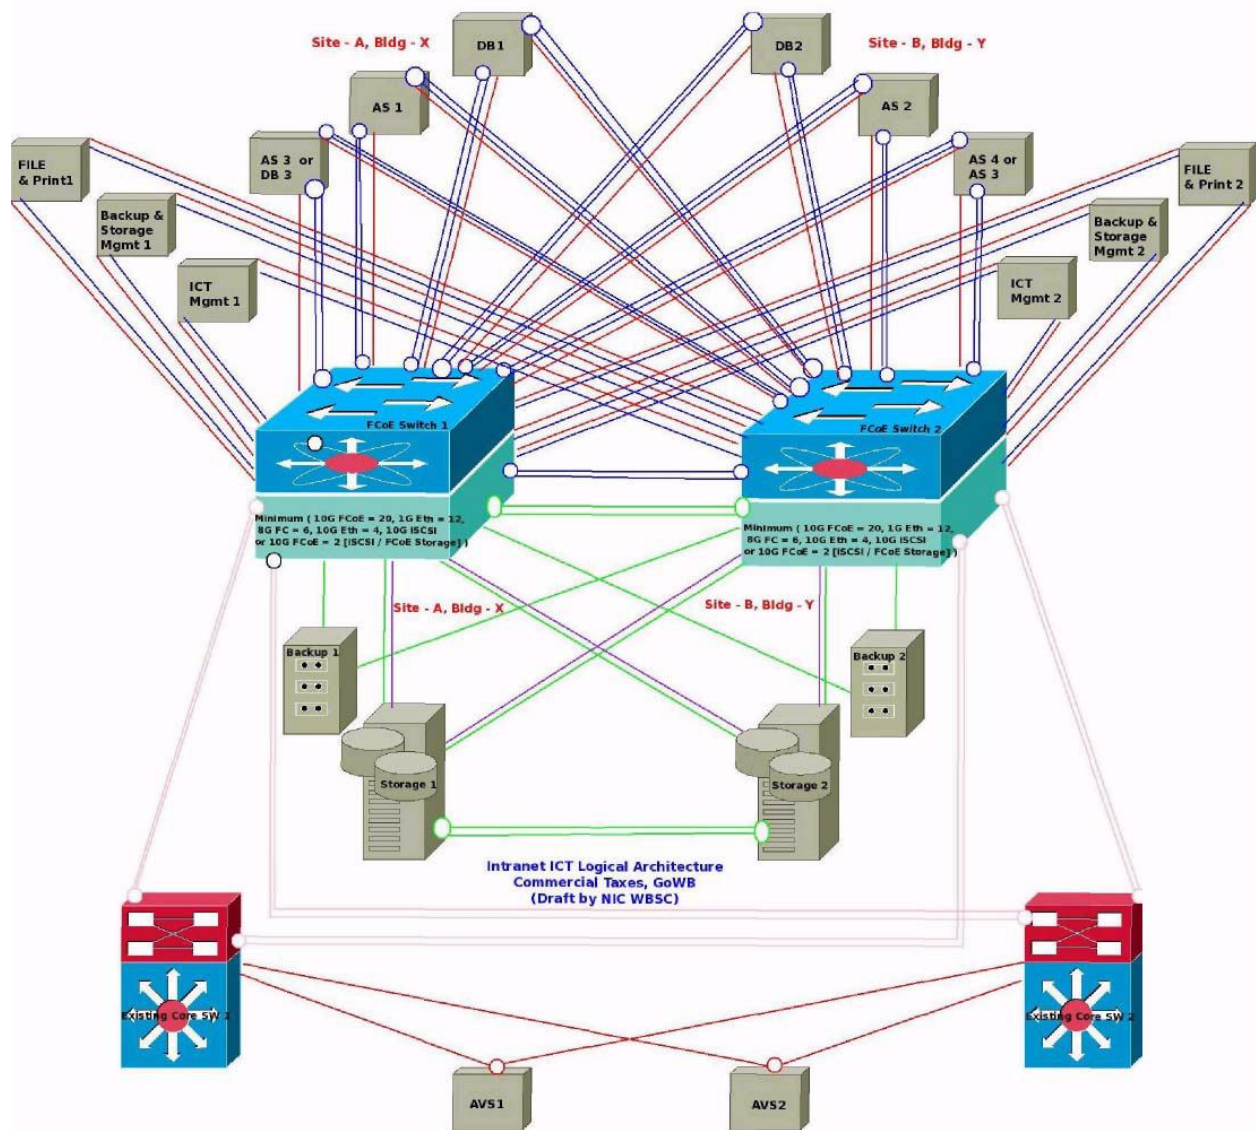 Site - A, Bldg - X
DB1
DB2
Site - B, Bldg - Y
AS 1
AS 2
FILE
& Print1
AS 3 or
DB 3
AS 4 or
AS 3
FILE
& Print 2
Backup &
Storage
Mgmt 1
Backup &
Storage
Mgmt 2
ICT
Mgmt 1
ICT
Mgmt 2
FCoE Switch 1
FCoE Switch 2
Minimum ( 10G FCoE = 20, 1G Eth = 12,
8G FC = 6, 10G Eth = 4, 10G iSCSI
or 10G FCoE = 2 [iSCSI / FCoE Storage] )
Minimum ( 10G FCoE = 20, 1G Eth = 12,
8G FC = 6, 10G Eth = 4, 10G iSCSI
or 10G FCoE = 2 [iSCSI / FCoE Storage] )
Site - A, Bldg - X
Site - B, Bldg - Y
Backup 1
Backup 2
Storage 1
Storage 2
Intranet ICT Logical Architecture
Commercial Taxes, GoWB
(Draft by NIC WBSC)
Existing Core SW 1
Existing Core SW 2
AVS1
AVS2